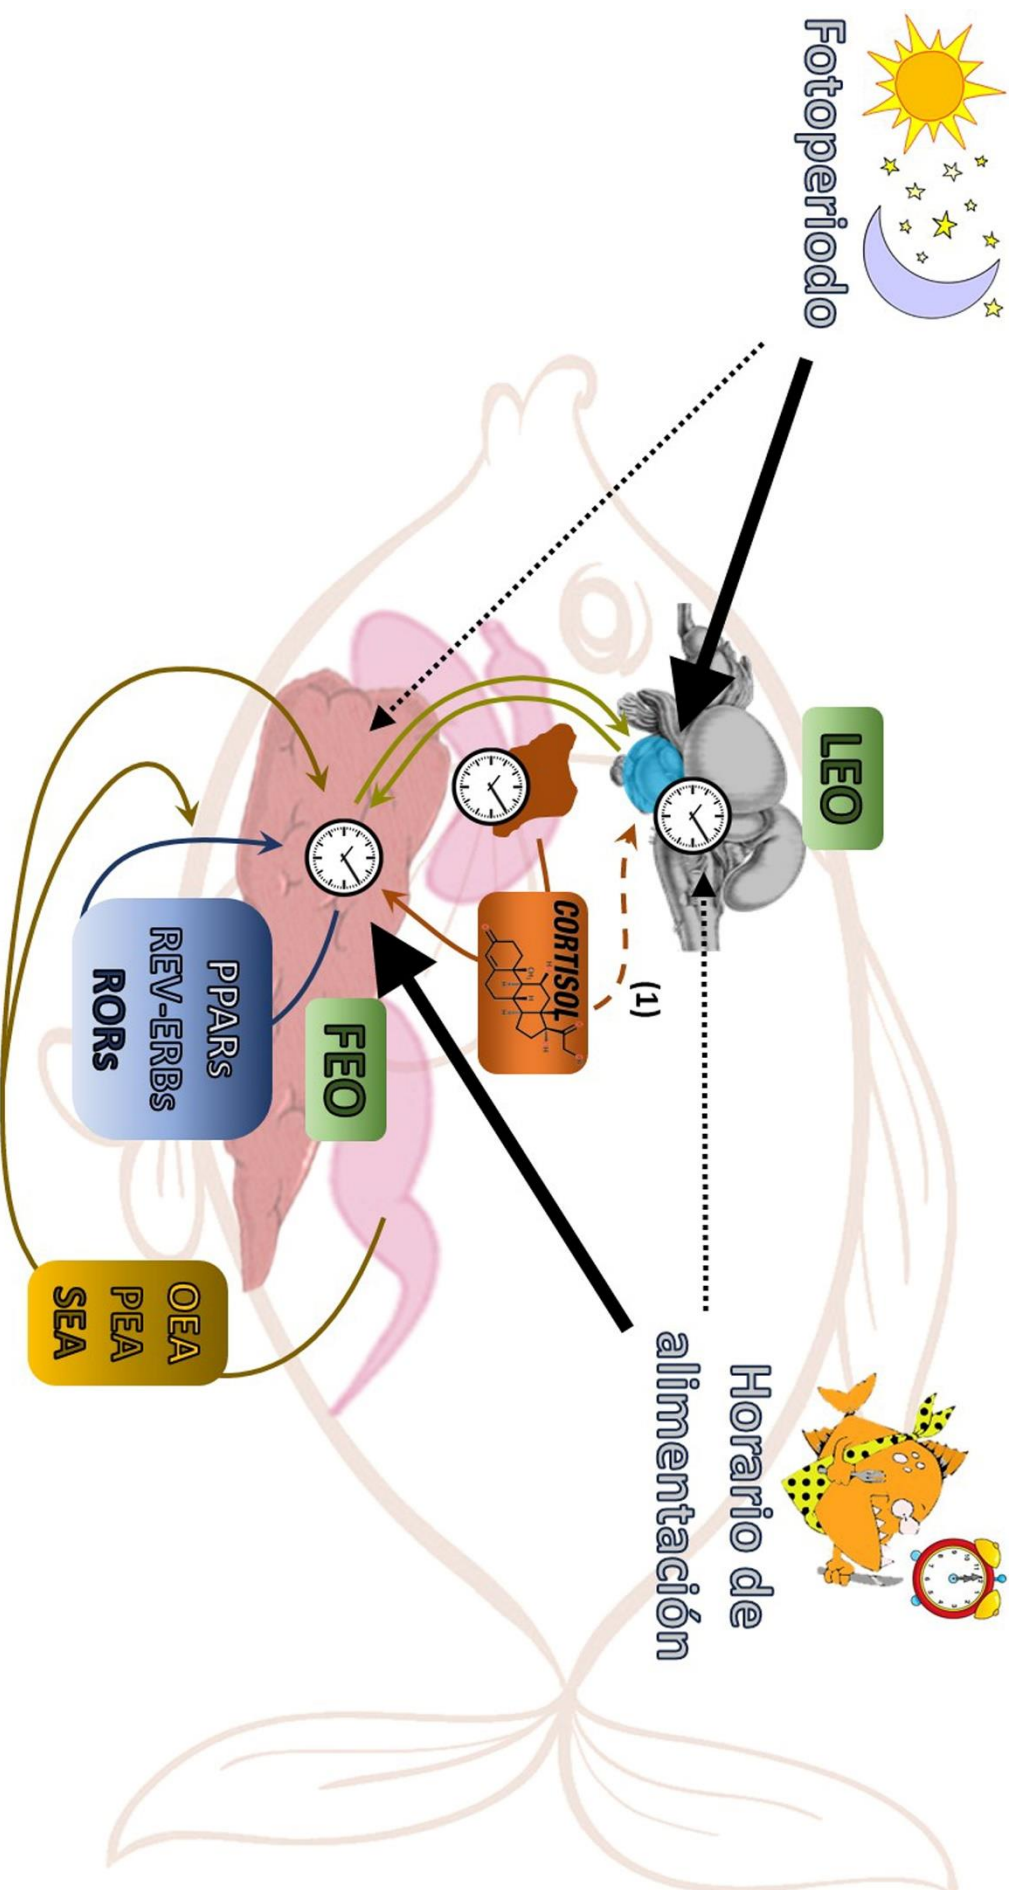 Fotoperiodo
LEO
Horario de
alimentación
(1)
CORTISOL
FEO
PPARs
REV-ERBs
RORs
OEA
PEA
SEA